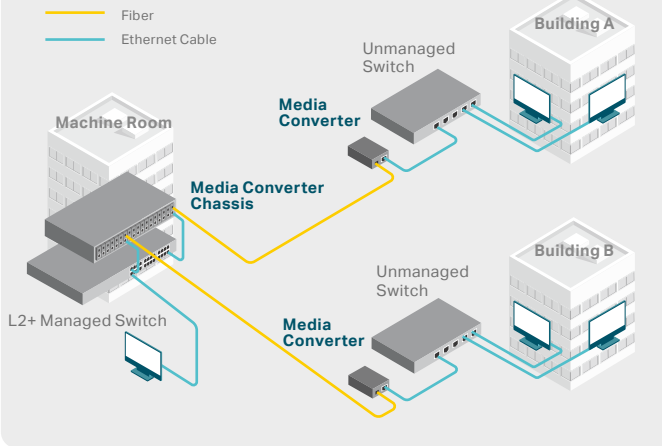 Fiber
Ethernet Cable
Building A
Unmanaged
Switch
Media
Converter
Machine Room
Media Converter
Chassis
L2+ Managed Switch
Building B
Unmanaged
Switch
Media
Converter